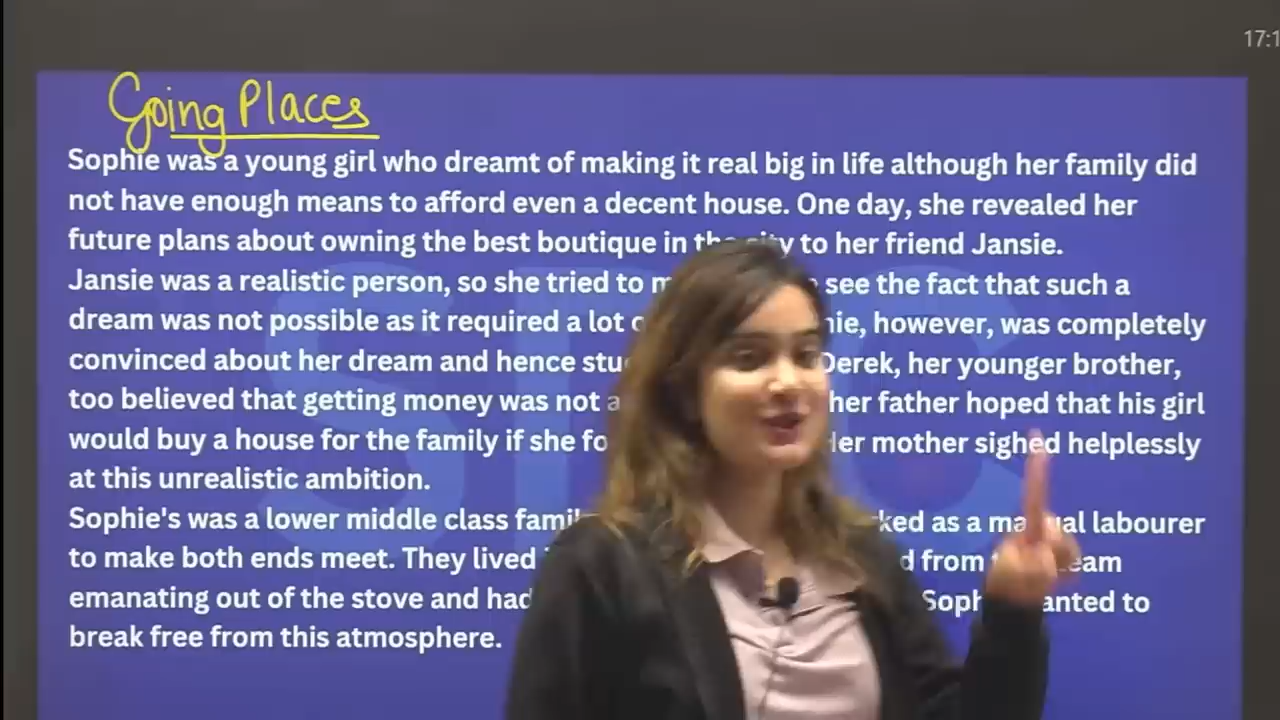 17:1
Going Places
Sophie was a young girl who dreamt of making it real big in life although her family did
not have enough means to afford even a decent house. One day, she revealed her
future plans about owning the best boutique in the city to her friend Jansie.
Jansie was a realistic person, so she tried to see the fact that such a
dream was not possible as it required a lot however, was completely
convinced about her dream and hence Derek, her younger brother,
too believed that getting money was not her father hoped that his girl
would buy a house for the family if she mother sighed helplessly
at this unrealistic ambition.
Sophie's was a lower middle class as a manual labourer
to make both ends meet. They lived from
emanating out of the stove and had wanted to
break free from this atmosphere.